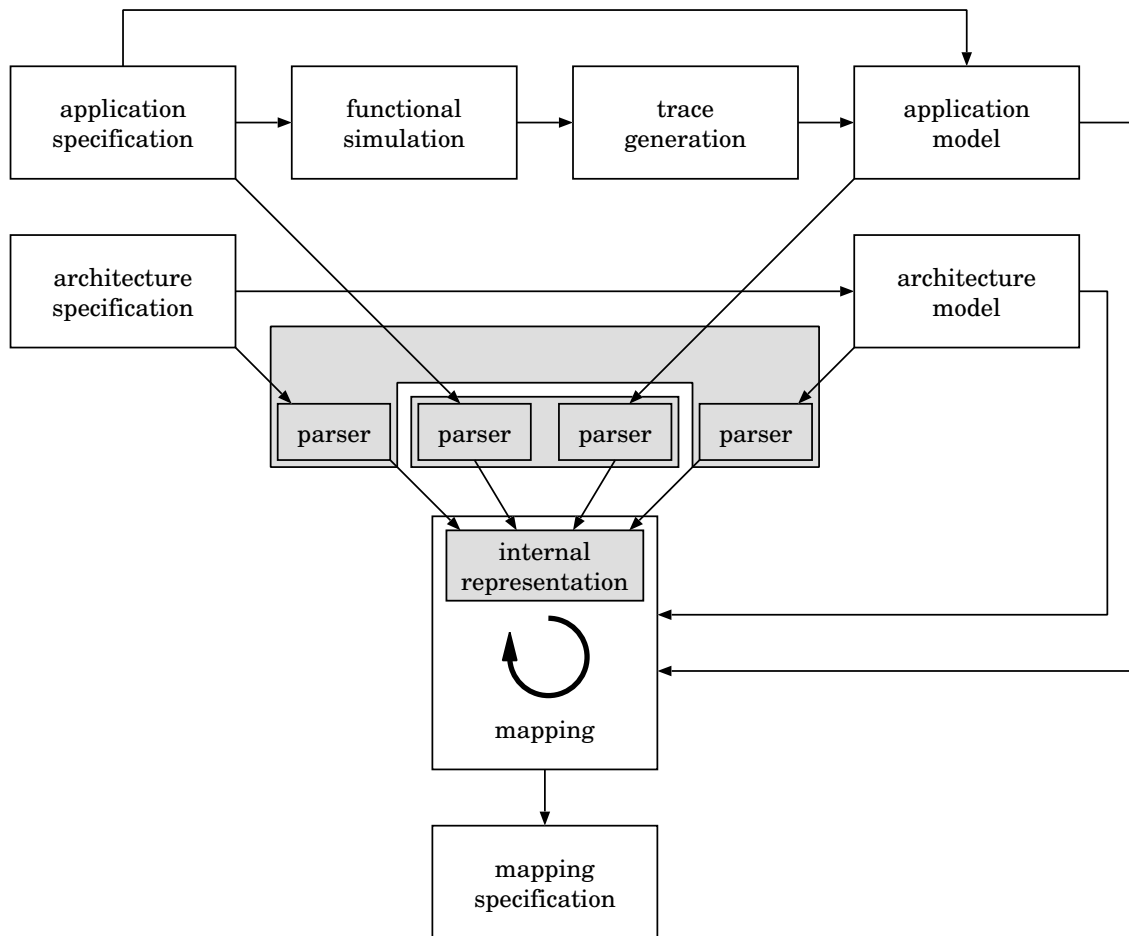 application
specification
functional
simulation
trace
generation
application
model
architecture
specification
architecture
model
parser
parser
parser
parser
internal
representation
mapping
mapping
specification